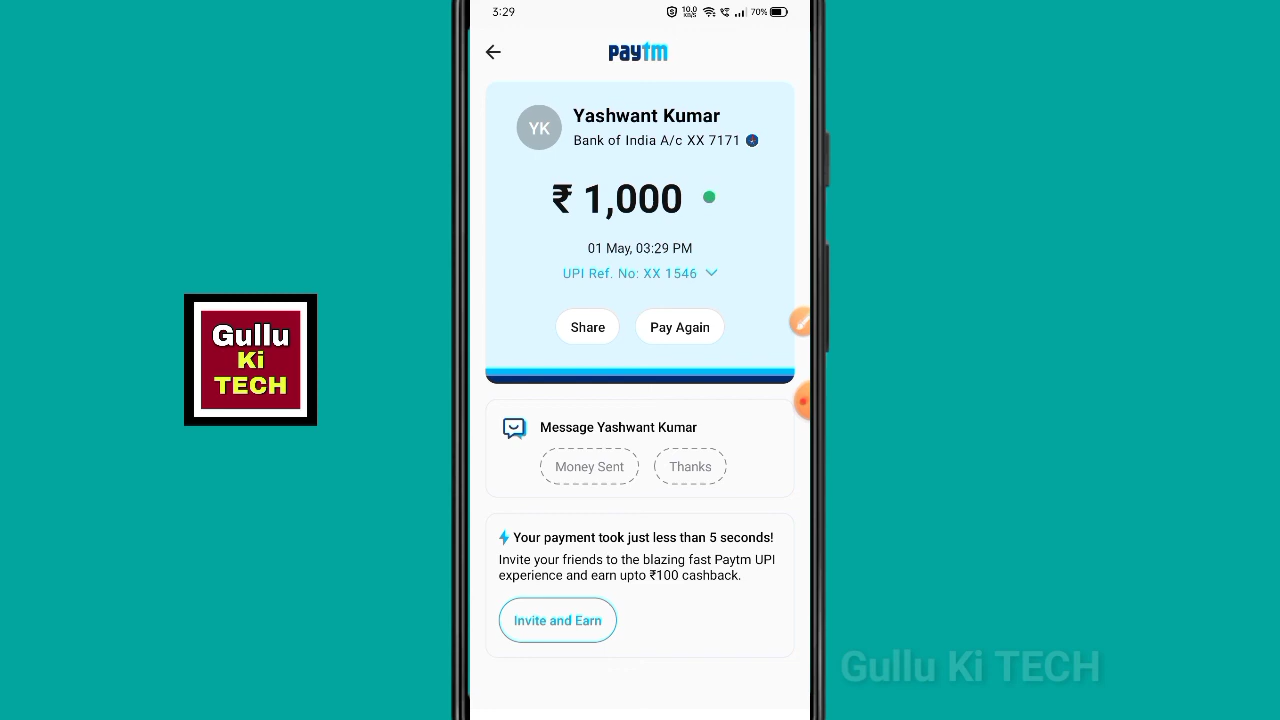 3:29
10.0
KB/S
70%
paytm
YK
Yashwant Kumar
Bank of India A/c XX 7171
₹ 1,000
01 May, 03:29 PM
UPI Ref. No: XX 1546
Share
Pay Again
Message Yashwant Kumar
Money Sent
Thanks
Your payment took just less than 5 seconds!
Invite your friends to the blazing fast Paytm UPI
experience and earn upto ₹100 cashback.
Invite and Earn
Gullu
Ki
TECH
Gullu Ki TECH